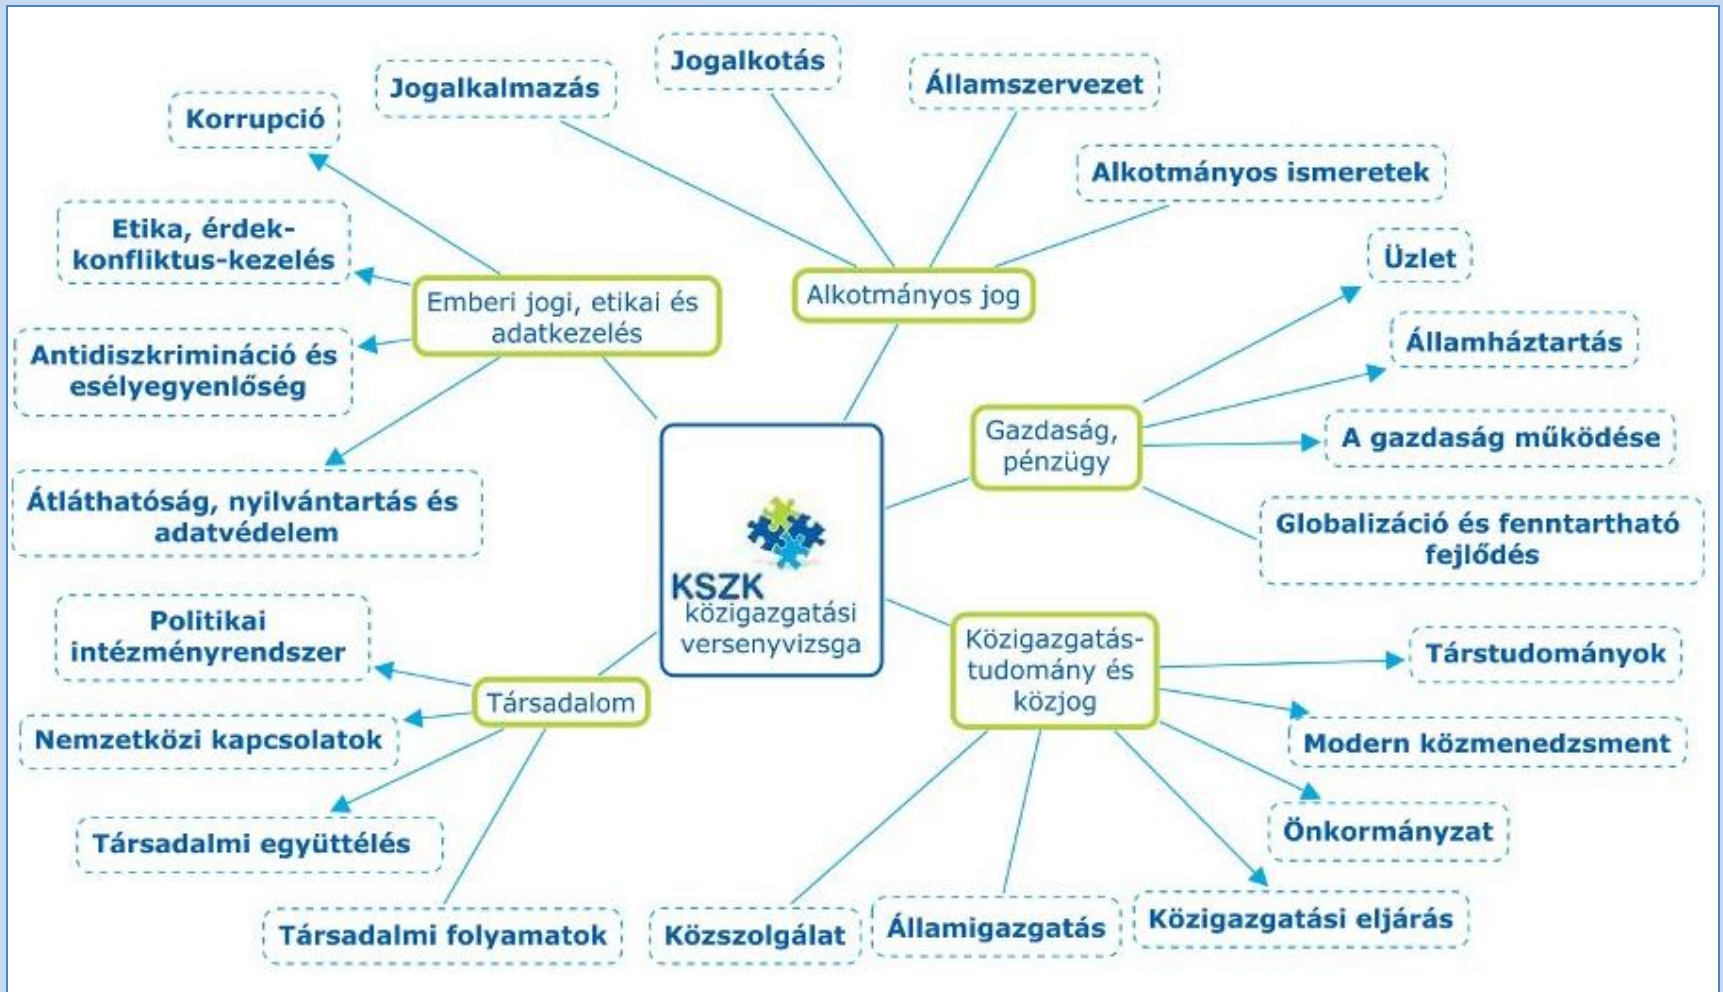 Jogalkotás
Jogalkalmazás
Államszervezet
Korrupció
Alkotmányos ismeretek
Etika, érdek-
konfliktus-kezelés
Üzlet
Emberi jogi, etikai és
adatkezelés
Alkotmányos jog
Államháztartás
Antidiszkrimináció és
esélyegyenlőség
Gazdaság,
pénzügy
A gazdaság működése
Átláthatóság, nyilvántartás és
adatvédelem
Globalizáció és fenntartható
fejlődés
KSZK
közigazgatási
versenyvizsga
Politikai
intézményrendszer
Közigazgatás-
tudomány és
közjog
Társtudományok
Társadalom
Nemzetközi kapcsolatok
Modern közmenedzsment
Társadalmi együttélés
Önkormányzat
Társadalmi folyamatok
Közszolgálat
Államigazgatás
Közigazgatási eljárás